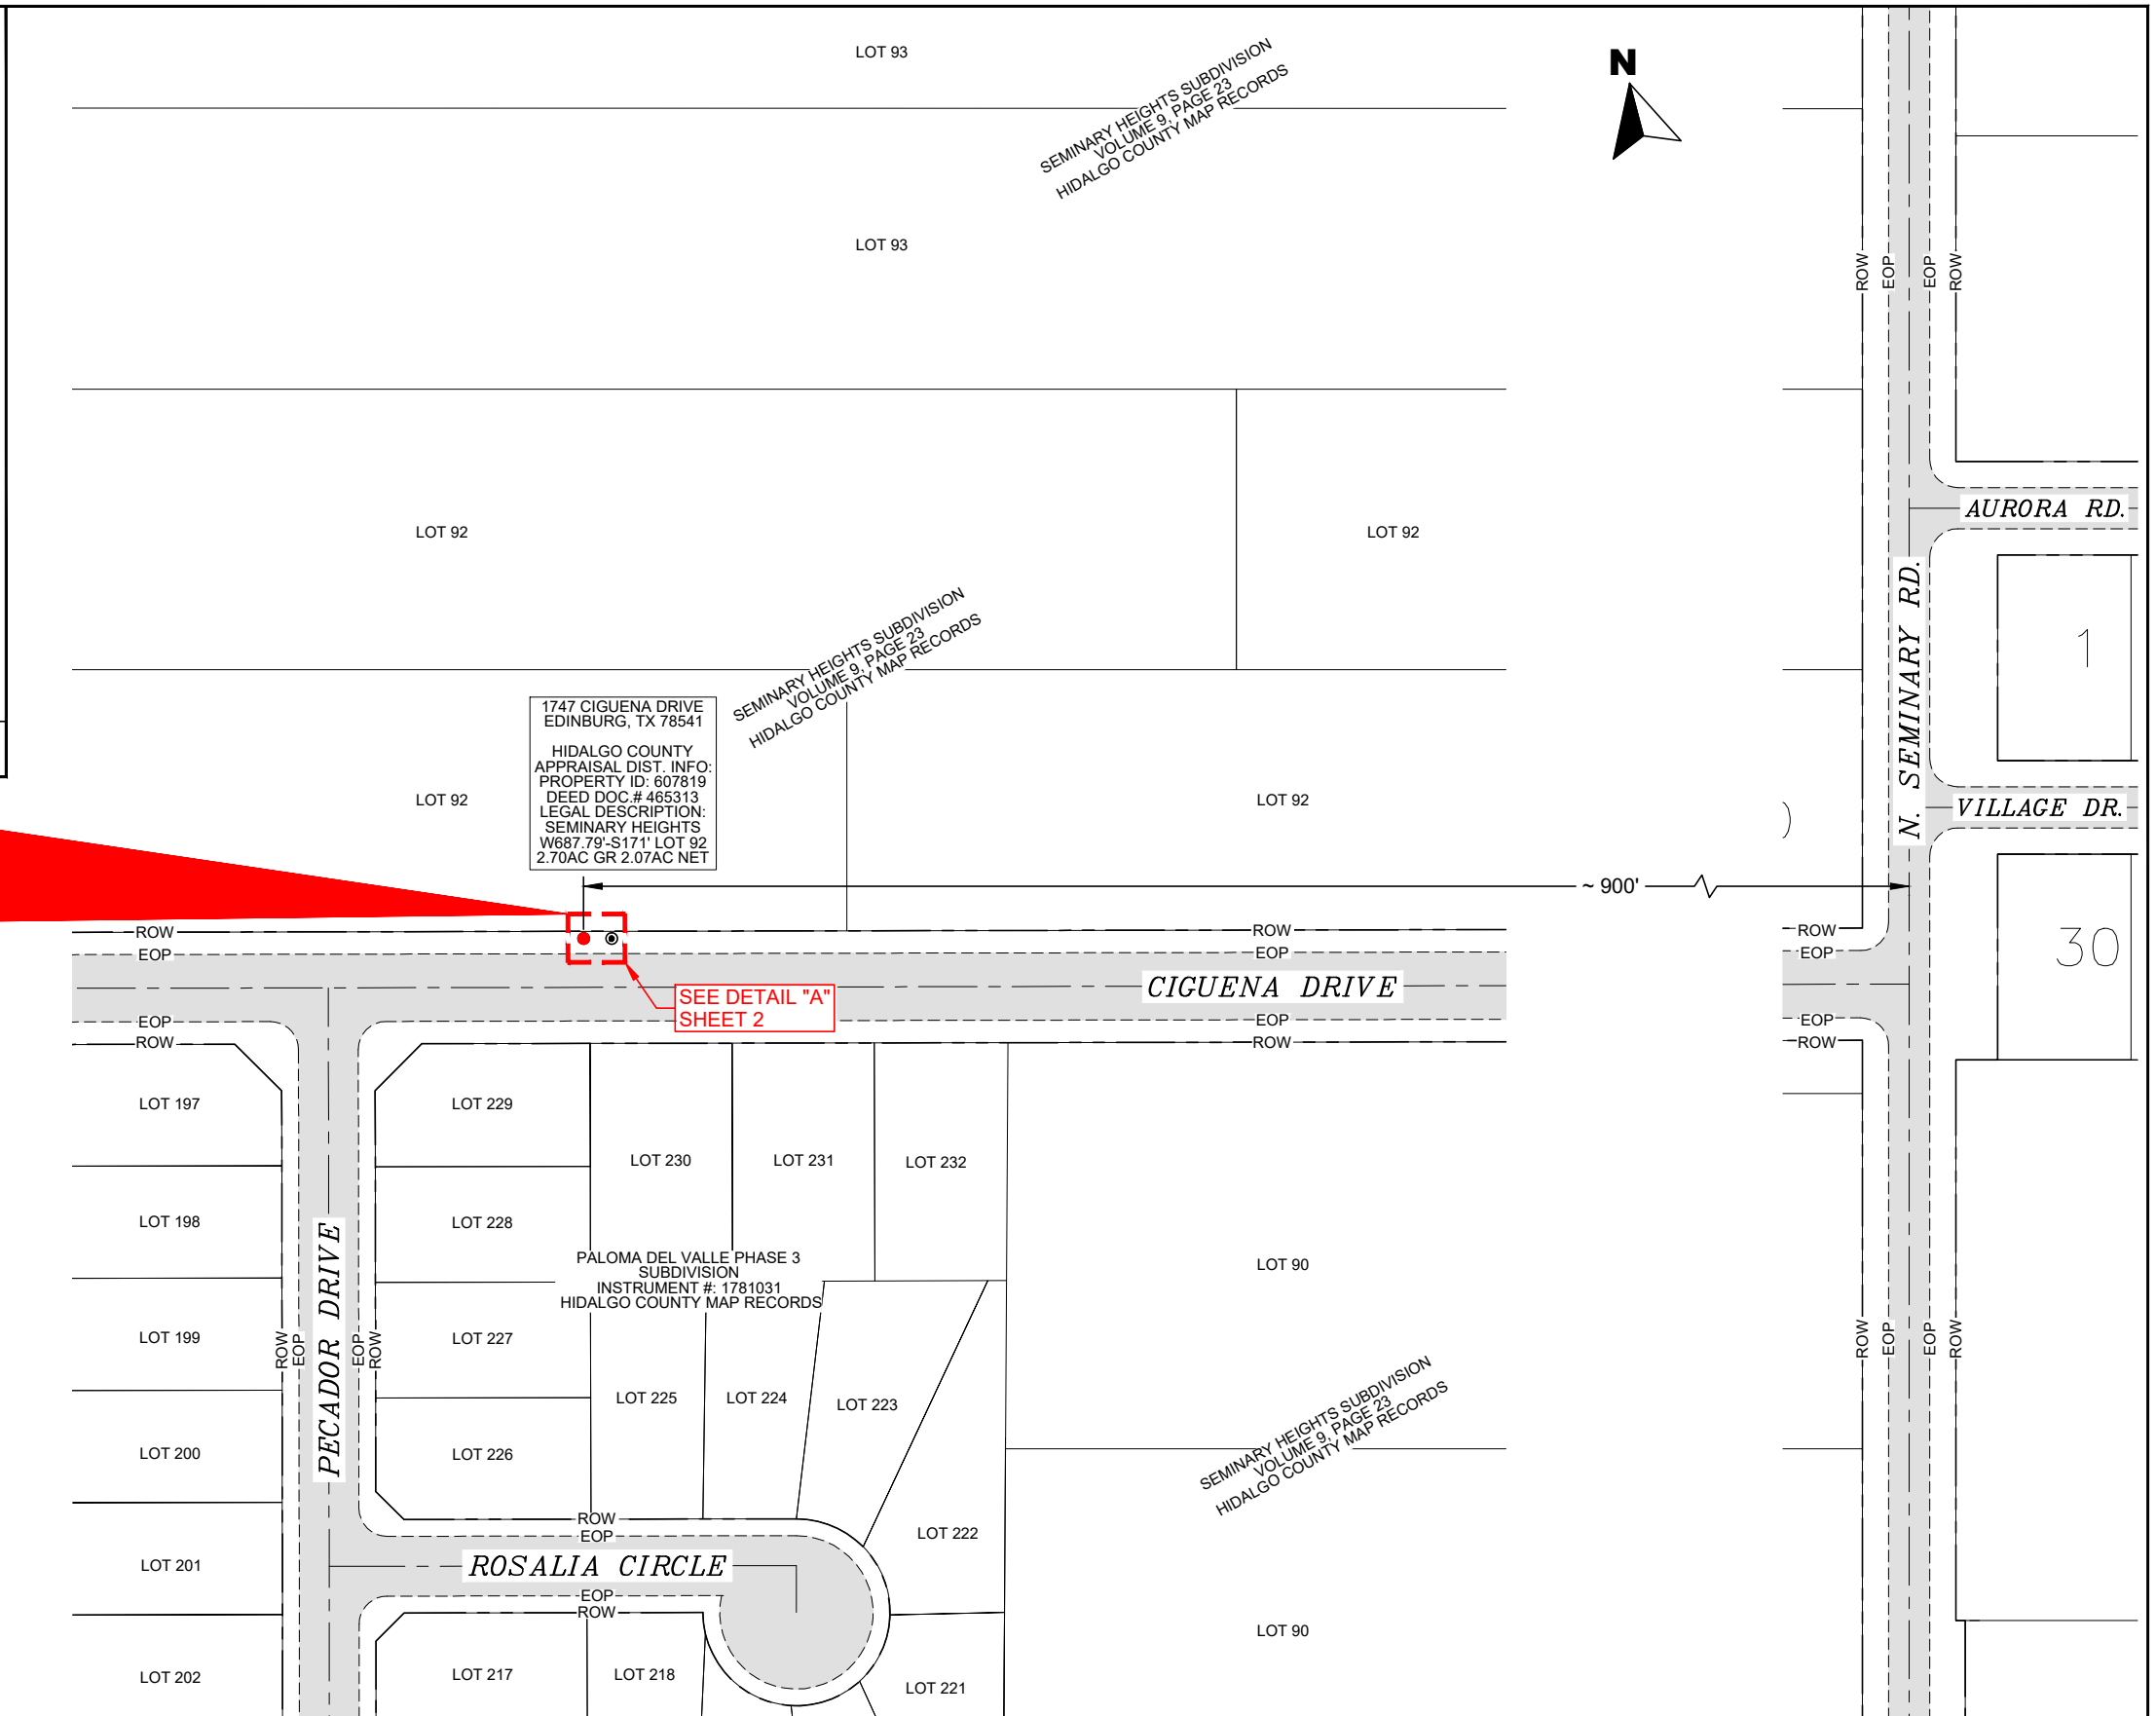 LOT 93
SEMINARY HEIGHTS SUBDIVISION
VOLUME 9, PAGE 23
HIDALGO COUNTY MAP RECORDS
N
LOT 93
ROW
EOP
EOP
ROW
LOT 92
LOT 92
AURORA RD.
N. SEMINARY RD.
1
SEMINARY HEIGHTS SUBDIVISION
VOLUME 9, PAGE 23
HIDALGO COUNTY MAP RECORDS
1747 CIGUENA DRIVE
EDINBURG, TX 78541
HIDALGO COUNTY
APPRAISAL DIST. INFO:
PROPERTY ID: 607819
DEED DOC.# 465313
LEGAL DESCRIPTION:
SEMINARY HEIGHTS
W687.79'-S171' LOT 92
2.70AC GR 2.07AC NET
LOT 92
LOT 92
VILLAGE DR.
~ 900'
ROW
EOP
ROW
EOP
ROW
EOP
30
CIGUENA DRIVE
SEE DETAIL "A"
SHEET 2
EOP
ROW
EOP
ROW
EOP
ROW
LOT 197
LOT 229
LOT 230
LOT 231
LOT 232
LOT 198
LOT 228
PALOMA DEL VALLE PHASE 3
SUBDIVISION
INSTRUMENT #: 1781031
HIDALGO COUNTY MAP RECORDS
LOT 90
PECADOR DRIVE
LOT 199
ROW
EOP
EOP
ROW
LOT 227
ROW
EOP
EOP
ROW
LOT 225
LOT 224
LOT 223
SEMINARY HEIGHTS SUBDIVISION
VOLUME 9, PAGE 23
HIDALGO COUNTY MAP RECORDS
LOT 200
LOT 226
ROW
EOP
LOT 222
LOT 201
ROSALIA CIRCLE
EOP
ROW
LOT 90
LOT 202
LOT 217
LOT 218
LOT 221